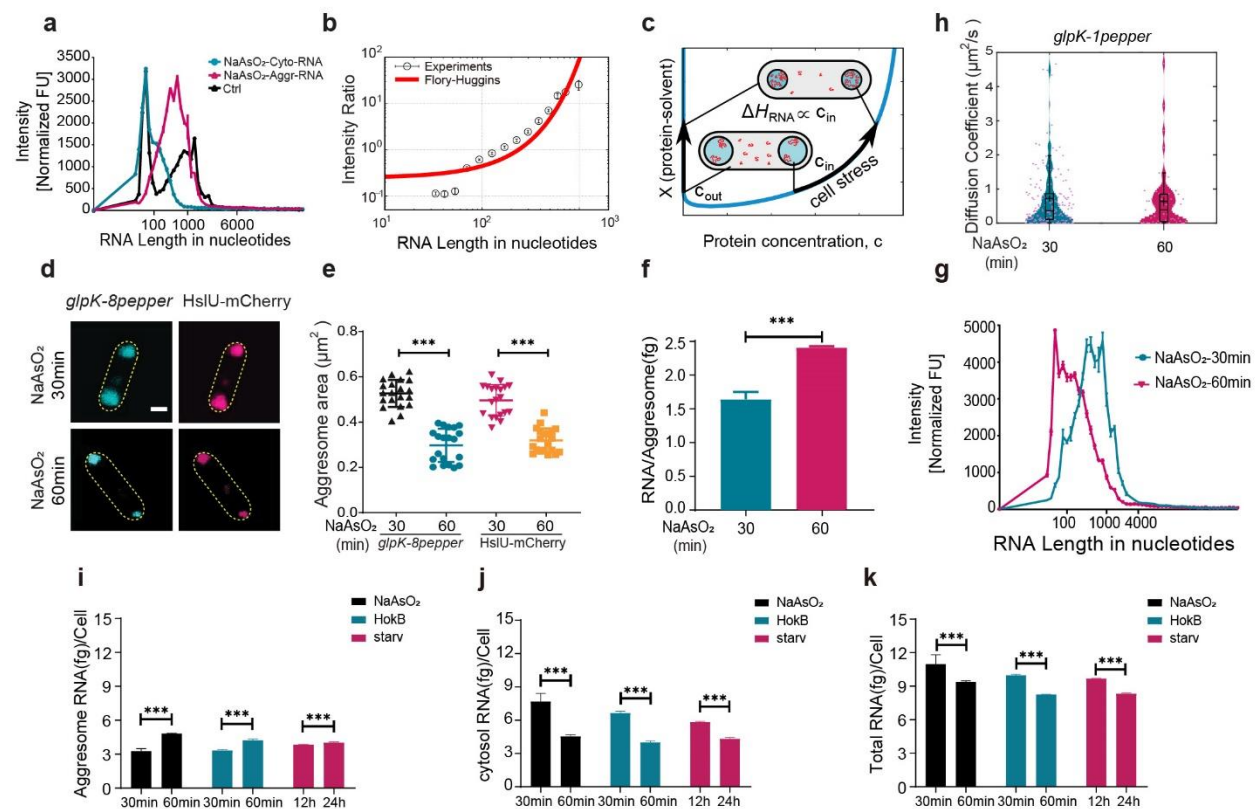 a
3500
3000
2500
2000
1500
1000
500
0
Intensity
[Normalized FU]
NaAsO₂-Cyto-RNA
NaAsO₂-Aggr-RNA
Ctrl
100 1000 6000
RNA Length in nucleotides
b
10²
10¹
10⁰
10⁻¹
Intensity Ratio
Experiments
Flory-Huggins
10¹ 10² 10³
RNA Length in nucleotides
c
X (protein-solvent)
ΔH_RNA ∝ c_in
c_out
c_in
cell stress
Protein concentration, c
h
glpK-1pepper
Diffusion Coefficient (μm²/s)
5
4
3
2
1
0
NaAsO₂
(min)
30 60
d
glpK-8pepper HslU-mCherry
NaAsO₂
30min
NaAsO₂
60min
e
Aggresome area (μm²)
0.8
0.6
0.4
0.2
0.0
*** ***
NaAsO₂
(min)
30 60 30 60
glpK-8pepper HslU-mCherry
f
RNA/Aggresome(fg)
2.5
2.0
1.5
1.0
0.5
0.0
***
NaAsO₂
(min)
30 60
g
Intensity
[Normalized FU]
5000
4000
3000
2000
1000
0
NaAsO₂-30min
NaAsO₂-60min
100 1000 4000
RNA Length in nucleotides
i
Aggresome RNA(fg)/Cell
15
12
9
6
3
0
NaAsO₂
HokB
starv
*** *** ***
30min 60min 30min 60min 12h 24h
j
cytosol RNA(fg)/Cell
15
12
9
6
3
0
NaAsO₂
HokB
starv
*** *** ***
30min 60min 30min 60min 12h 24h
k
Total RNA(fg)/Cell
15
12
9
6
3
0
NaAsO₂
HokB
starv
*** *** ***
30min 60min 30min 60min 12h 24h